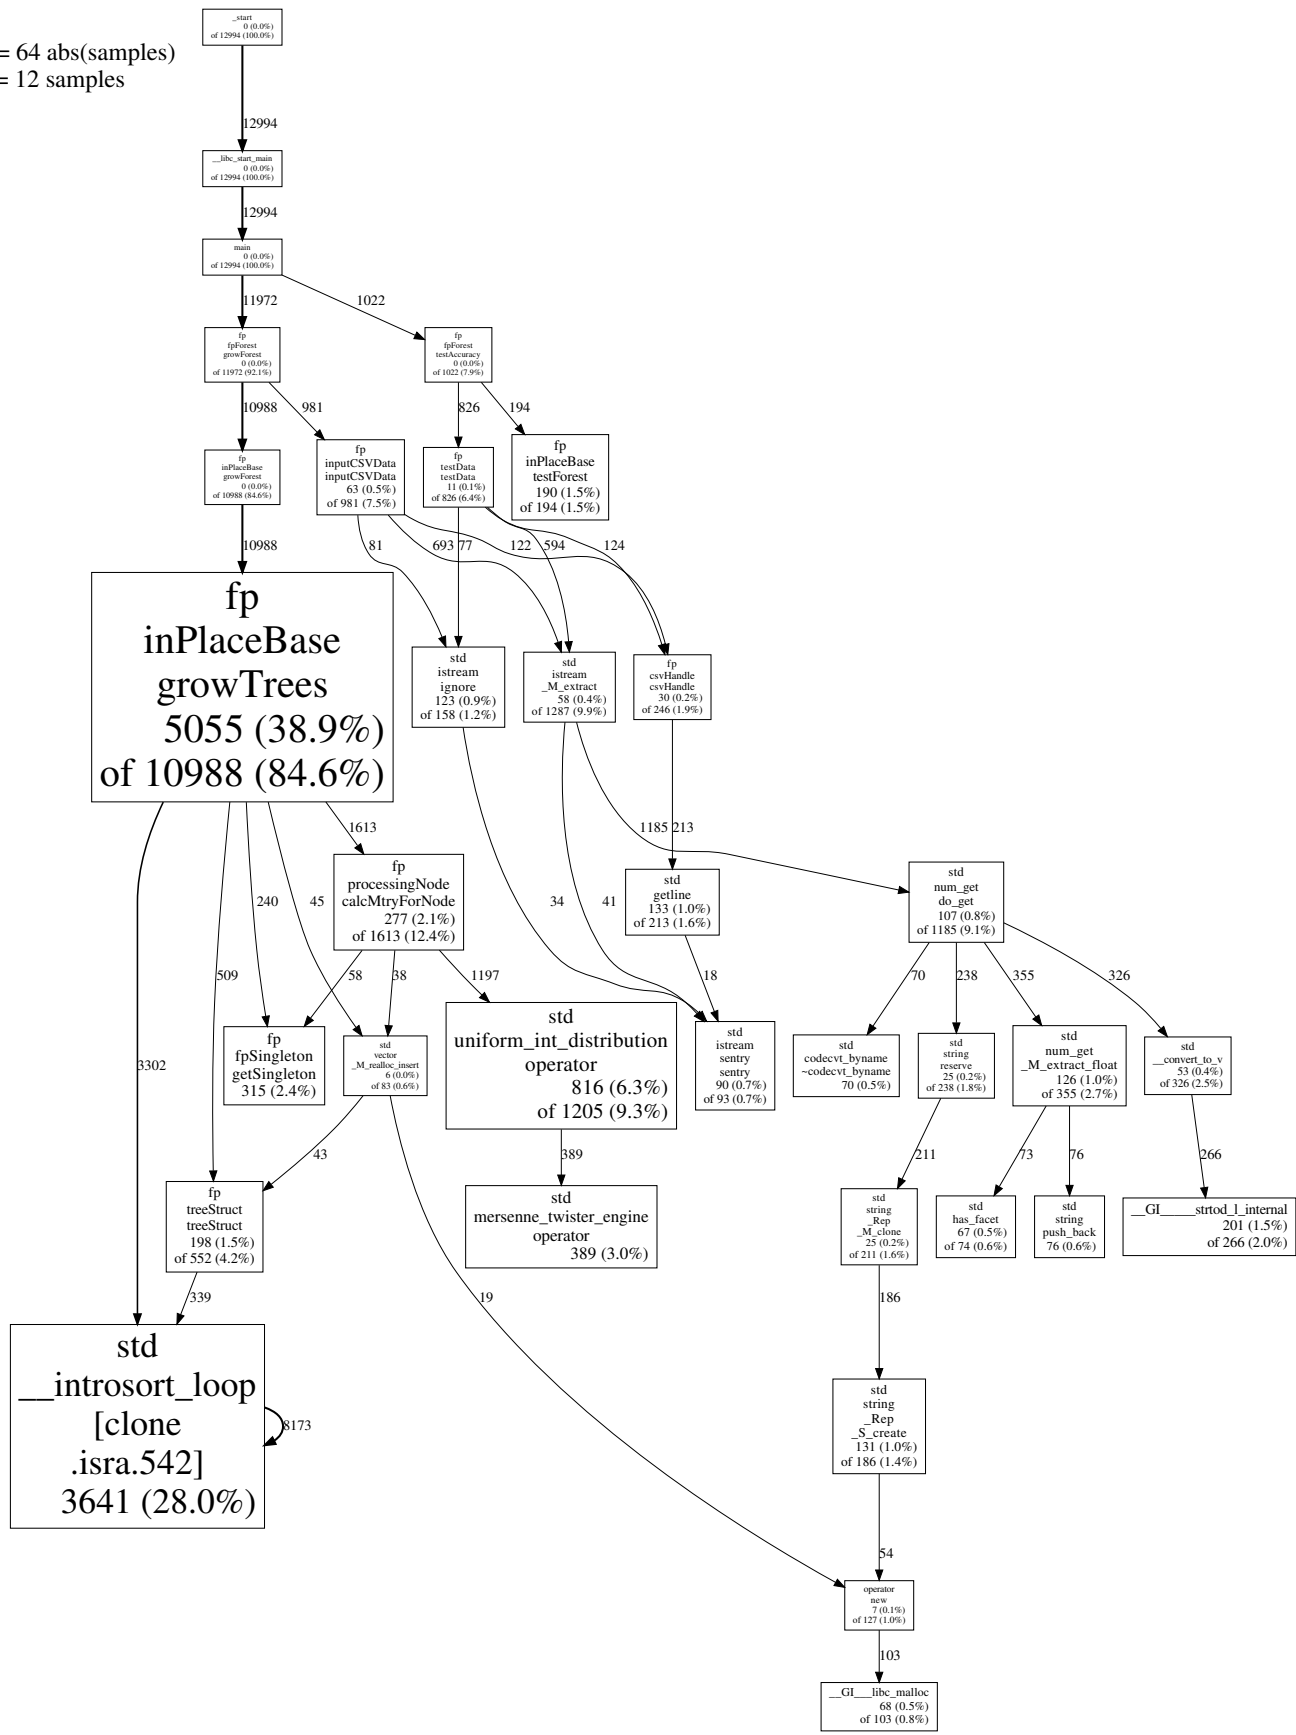 _start
0 (0.0%)
of 12994 (100.0%)
= 64 abs(samples)
= 12 samples
12994
__libc_start_main
0 (0.0%)
of 12994 (100.0%)
12994
main
0 (0.0%)
of 12994 (100.0%)
11972
1022
fp
fpForest
growForest
0 (0.0%)
of 11972 (92.1%)
fp
fpForest
testAccuracy
0 (0.0%)
of 1022 (7.9%)
10988
981
826
194
fp
inPlaceBase
growForest
0 (0.0%)
of 10988 (84.6%)
fp
inputCSVData
inputCSVData
63 (0.5%)
of 981 (7.5%)
fp
testData
testData
11 (0.1%)
of 826 (6.4%)
fp
inPlaceBase
testForest
190 (1.5%)
of 194 (1.5%)
10988
81
693
77
122
594
124
fp
inPlaceBase
growTrees
5055 (38.9%)
of 10988 (84.6%)
std
istream
ignore
123 (0.9%)
of 158 (1.2%)
std
istream
_M_extract
58 (0.4%)
of 1287 (9.9%)
fp
csvHandle
csvHandle
30 (0.2%)
of 246 (1.9%)
1613
1185
213
fp
processingNode
calcMtryForNode
277 (2.1%)
of 1613 (12.4%)
std
getline
133 (1.0%)
of 213 (1.6%)
std
num_get
do_get
107 (0.8%)
of 1185 (9.1%)
240
45
34
41
509
58
38
1197
18
70
238
355
326
3302
fp
fpSingleton
getSingleton
315 (2.4%)
std
vector
_M_realloc_insert
6 (0.0%)
of 83 (0.6%)
std
uniform_int_distribution
operator
816 (6.3%)
of 1205 (9.3%)
std
istream
sentry
sentry
90 (0.7%)
of 93 (0.7%)
std
codecvt_byname
~codecvt_byname
70 (0.5%)
std
string
reserve
25 (0.2%)
of 238 (1.8%)
std
num_get
_M_extract_float
126 (1.0%)
of 355 (2.7%)
std
__convert_to_v
53 (0.4%)
of 326 (2.5%)
43
389
211
73
76
266
fp
treeStruct
treeStruct
198 (1.5%)
of 552 (4.2%)
std
mersenne_twister_engine
operator
389 (3.0%)
std
string
_Rep
_M_clone
25 (0.2%)
of 211 (1.6%)
std
has_facet
67 (0.5%)
of 74 (0.6%)
std
string
push_back
76 (0.6%)
__GI_____strtod_l_internal
201 (1.5%)
of 266 (2.0%)
339
19
186
std
__introsort_loop
[clone
.isra.542]
3641 (28.0%)
8173
std
string
_Rep
_S_create
131 (1.0%)
of 186 (1.4%)
54
operator
new
7 (0.1%)
of 127 (1.0%)
103
__GI___libc_malloc
68 (0.5%)
of 103 (0.8%)